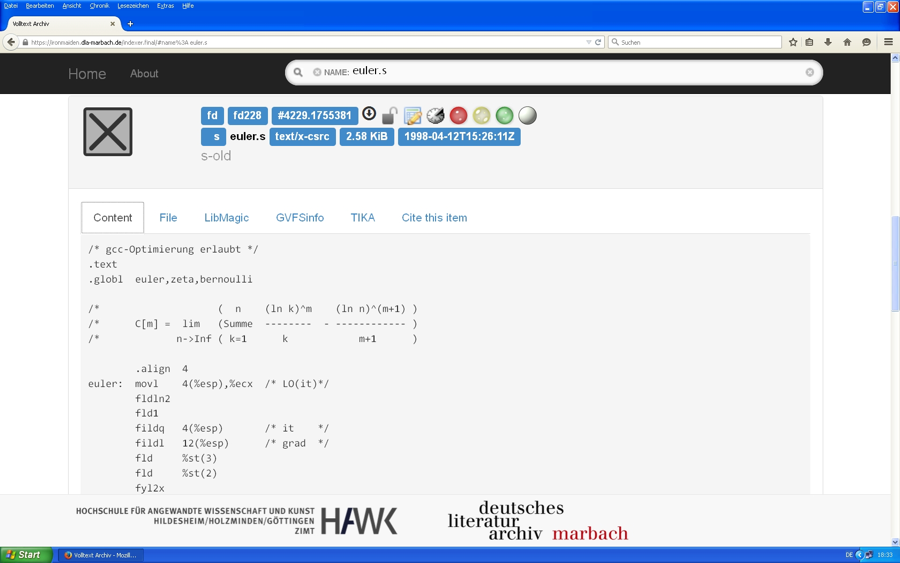 Datei Bearbeiten Ansicht Chronik Lesezeichen Extras Hilfe
Volltext Archiv
https://ironmaiden.dla-marbach.de/indexer.final/#name%3A euler.s
Suchen
Home About NAME: euler.s
fd fd228 #4229.1755381
s euler.s text/x-csrc 2.58 KiB 1998-04-12T15:26:11Z
s-old
Content File LibMagic GVFSinfo TIKA Cite this item
/* gcc-Optimierung erlaubt */
.text
.globl euler,zeta,bernoulli
/* ( n (ln k)^m (ln n)^(m+1) )
/* C[m] = lim (Summe -------- - ------------ )
/* n->Inf ( k=1 k m+1 )
.align 4
euler: movl 4(%esp),%ecx /* LO(it)*/
fldln2
fld1
fildq 4(%esp) /* it */
fildl 12(%esp) /* grad */
fld %st(3)
fld %st(2)
fyl2x
HOCHSCHULE FÜR ANGEWANDTE WISSENSCHAFT UND KUNST
HILDESHEIM/HOLZMINDEN/GÖTTINGEN
ZIMT
HAWK
deutsches
literatur
archiv marbach
Start Volltext Archiv - Mozil... DE 18:33